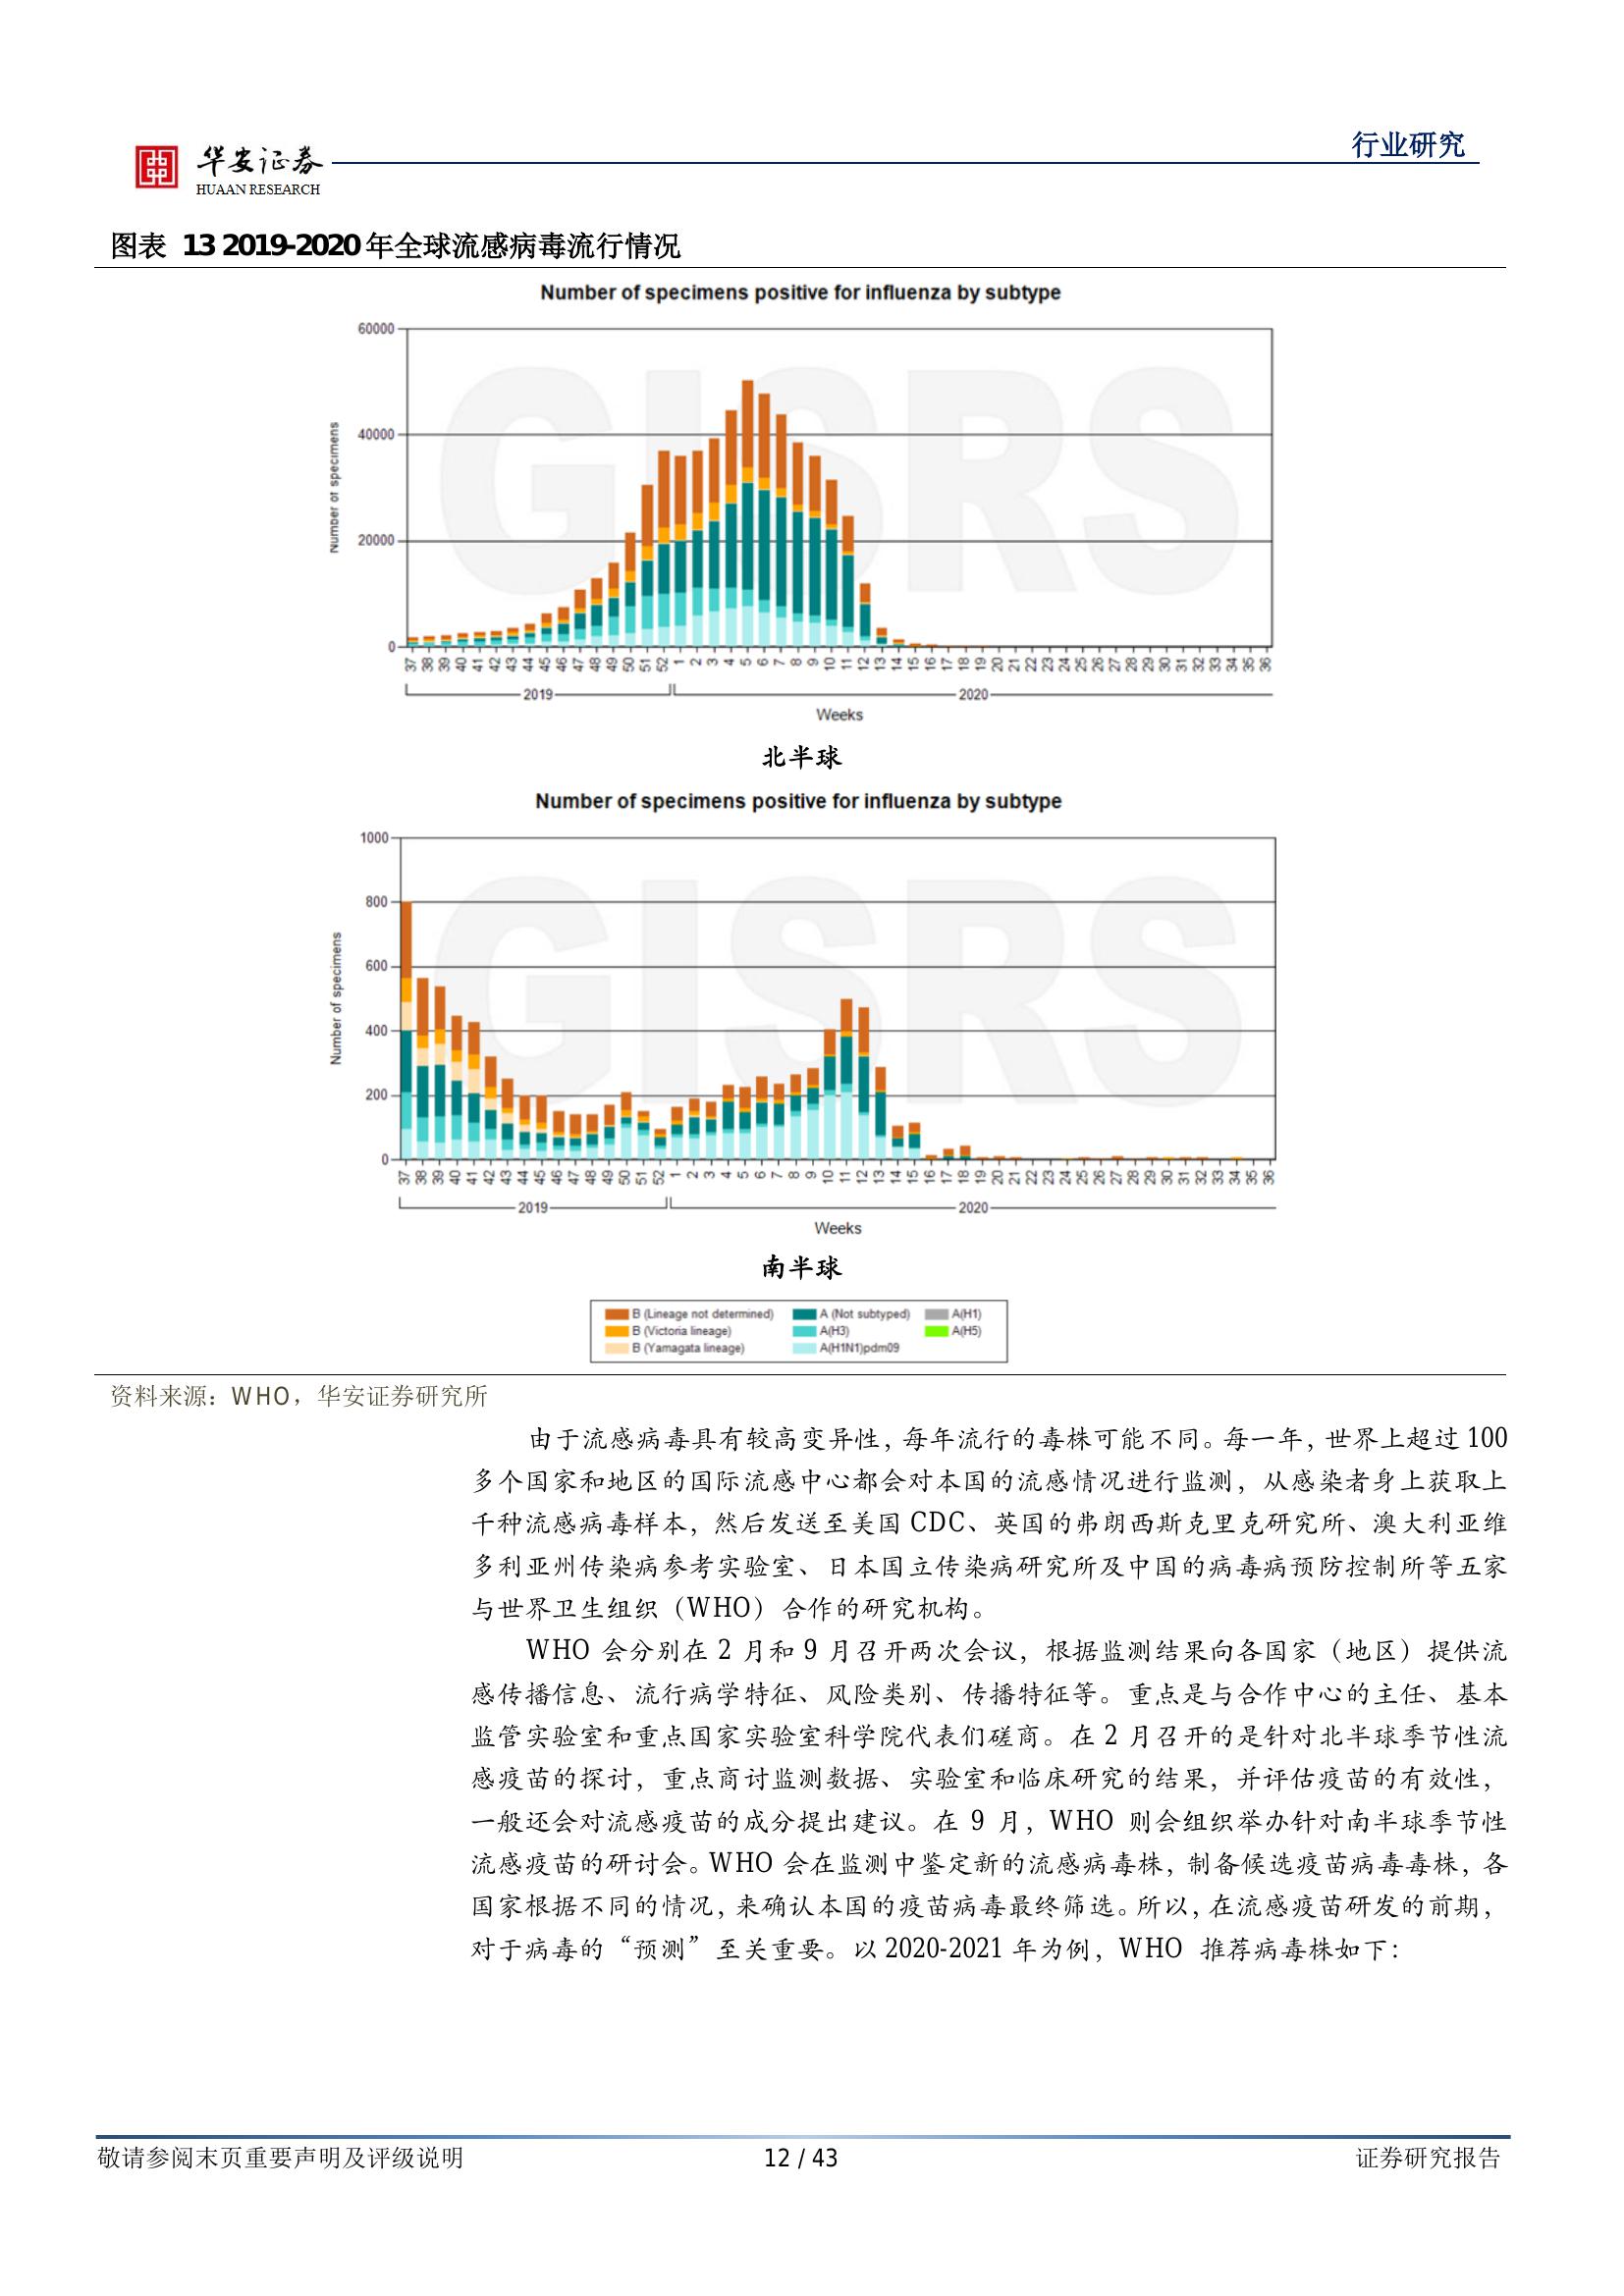 行业研究
华安证券
HUAAN RESEARCH
图表 13 2019-2020 年全球流感病毒流行情况
Number of specimens positive for influenza by subtype
GISRS
Number of specimens
60000
40000
20000
0
37 38 39 40 41 42 43 44 45 46 47 48 49 50 51 52 1 2 3 4 5 6 7 8 9 10 11 12 13 14 15 16 17 18 19 20 21 22 23 24 25 26 27 28 29 30 31 32 33 34 35 36
2019 2020
Weeks
北半球
Number of specimens positive for influenza by subtype
GISRS
Number of specimens
1000
800
600
400
200
0
37 38 39 40 41 42 43 44 45 46 47 48 49 50 51 52 1 2 3 4 5 6 7 8 9 10 11 12 13 14 15 16 17 18 19 20 21 22 23 24 25 26 27 28 29 30 31 32 33 34 35 36
2019 2020
Weeks
南半球
B (Lineage not determined) A (Not subtyped) A(H1)
B (Victoria lineage) A(H3) A(H5)
B (Yamagata lineage) A(H1N1)pdm09
资料来源：WHO，华安证券研究所
由于流感病毒具有较高变异性，每年流行的毒株可能不同。每一年，世界上超过 100
多个国家和地区的国际流感中心都会对本国的流感情况进行监测，从感染者身上获取上
千种流感病毒样本，然后发送至美国 CDC、英国的弗朗西斯克里克研究所、澳大利亚维
多利亚州传染病参考实验室、日本国立传染病研究所及中国的病毒病预防控制所等五家
与世界卫生组织（WHO）合作的研究机构。
WHO 会分别在 2 月和 9 月召开两次会议，根据监测结果向各国家（地区）提供流
感传播信息、流行病学特征、风险类别、传播特征等。重点是与合作中心的主任、基本
监管实验室和重点国家实验室科学院代表们磋商。在 2 月召开的是针对北半球季节性流
感疫苗的探讨，重点商讨监测数据、实验室和临床研究的结果，并评估疫苗的有效性，
一般还会对流感疫苗的成分提出建议。在 9 月，WHO 则会组织举办针对南半球季节性
流感疫苗的研讨会。WHO 会在监测中鉴定新的流感病毒株，制备候选疫苗病毒毒株，各
国家根据不同的情况，来确认本国的疫苗病毒最终筛选。所以，在流感疫苗研发的前期，
对于病毒的“预测”至关重要。以 2020-2021 年为例，WHO 推荐病毒株如下：
敬请参阅末页重要声明及评级说明 12 / 43 证券研究报告